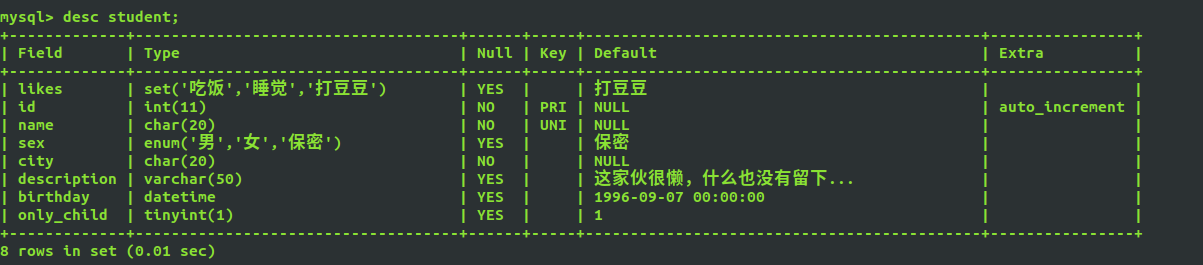 mysql> desc student;
+-------------+------------------------------------+------+-----+--------------------------------------------+----------------+
| Field       | Type                               | Null | Key | Default                                    | Extra          |
+-------------+------------------------------------+------+-----+--------------------------------------------+----------------+
| likes       | set('吃饭','睡觉','打豆豆')        | YES  |     | 打豆豆                                     |                |
| id          | int(11)                            | NO   | PRI | NULL                                       | auto_increment |
| name        | char(20)                           | NO   | UNI | NULL                                       |                |
| sex         | enum('男','女','保密')             | YES  |     | 保密                                       |                |
| city        | char(20)                           | NO   |     | NULL                                       |                |
| description | varchar(50)                        | YES  |     | 这家伙很懒，什么也没有留下...              |                |
| birthday    | datetime                           | YES  |     | 1996-09-07 00:00:00                        |                |
| only_child  | tinyint(1)                         | YES  |     | 1                                          |                |
+-------------+------------------------------------+------+-----+--------------------------------------------+----------------+
8 rows in set (0.01 sec)